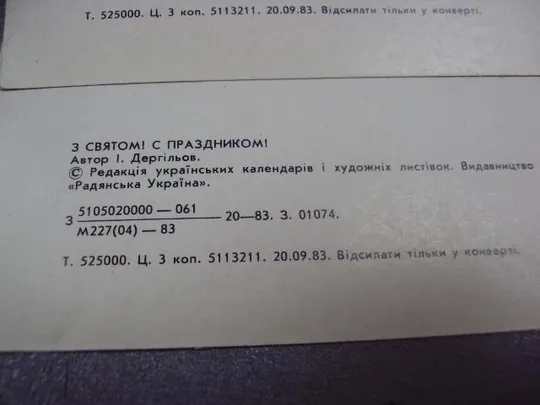 Т. 525000. Ц. 3 коп. 5113211. 20.09.83. Відсилати тільки у конверті.
З СВЯТОМ! С ПРАЗДНИКОМ!
Автор І. Дергільов.
© Редакція українських календарів і художніх листівок. Видавництво
«Радянська Україна».
З 5105020000 — 061
М227(04) — 83
20—83. З. 01074.
Т. 525000. Ц. 3 коп. 5113211. 20.09.83. Відсилати тільки у конверті.